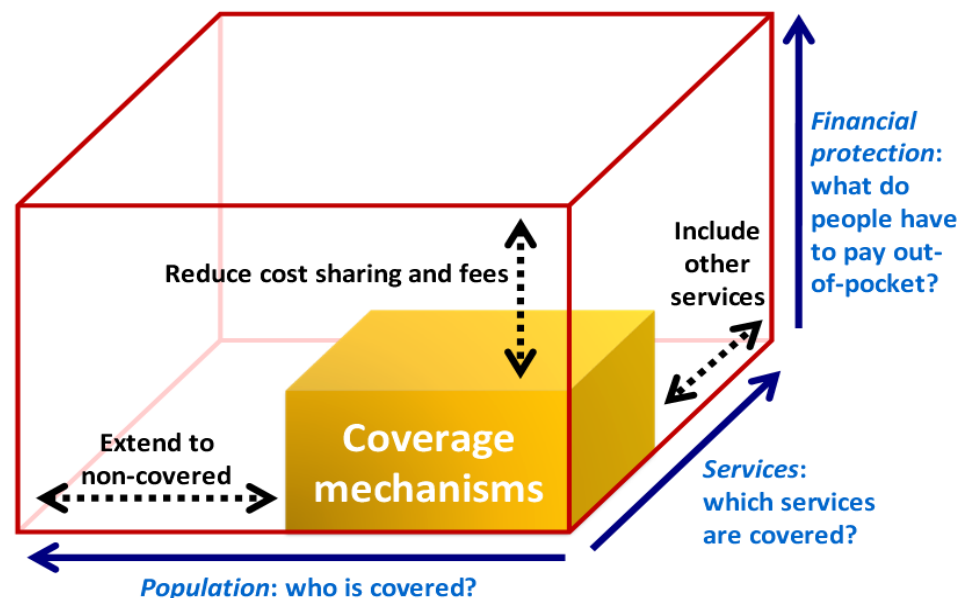 Financial
protection:
what do
people have
to pay out-
of-pocket?
Include
other
services
Reduce cost sharing and fees
Extend to
non-covered
Coverage
mechanisms
Services:
which services
are covered?
Population: who is covered?